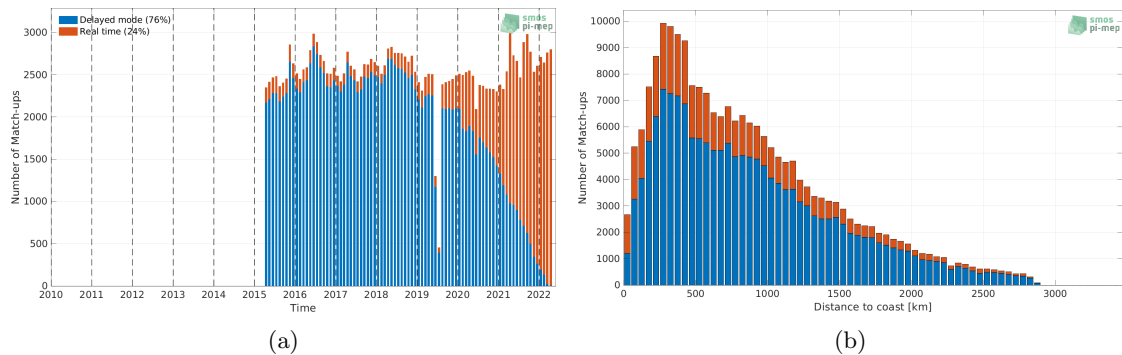 Delayed mode (76%)
Real time (24%)
smos
pi-mep
Number of Match-ups
3000
2500
2000
1500
1000
500
0
2010 2011 2012 2013 2014 2015 2016 2017 2018 2019 2020 2021 2022
Time
(a)
smos
pi-mep
Number of Match-ups
10000
9000
8000
7000
6000
5000
4000
3000
2000
1000
0
0 500 1000 1500 2000 2500 3000
Distance to coast [km]
(b)